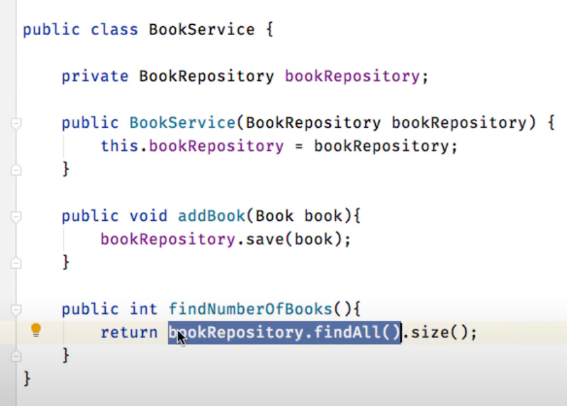 public class BookService {
private BookRepository bookRepository;
public BookService(BookRepository bookRepository) {
this.bookRepository = bookRepository;
}
public void addBook(Book book){
bookRepository.save(book);
}
public int findNumberOfBooks(){
return bookRepository.findAll().size();
}
}